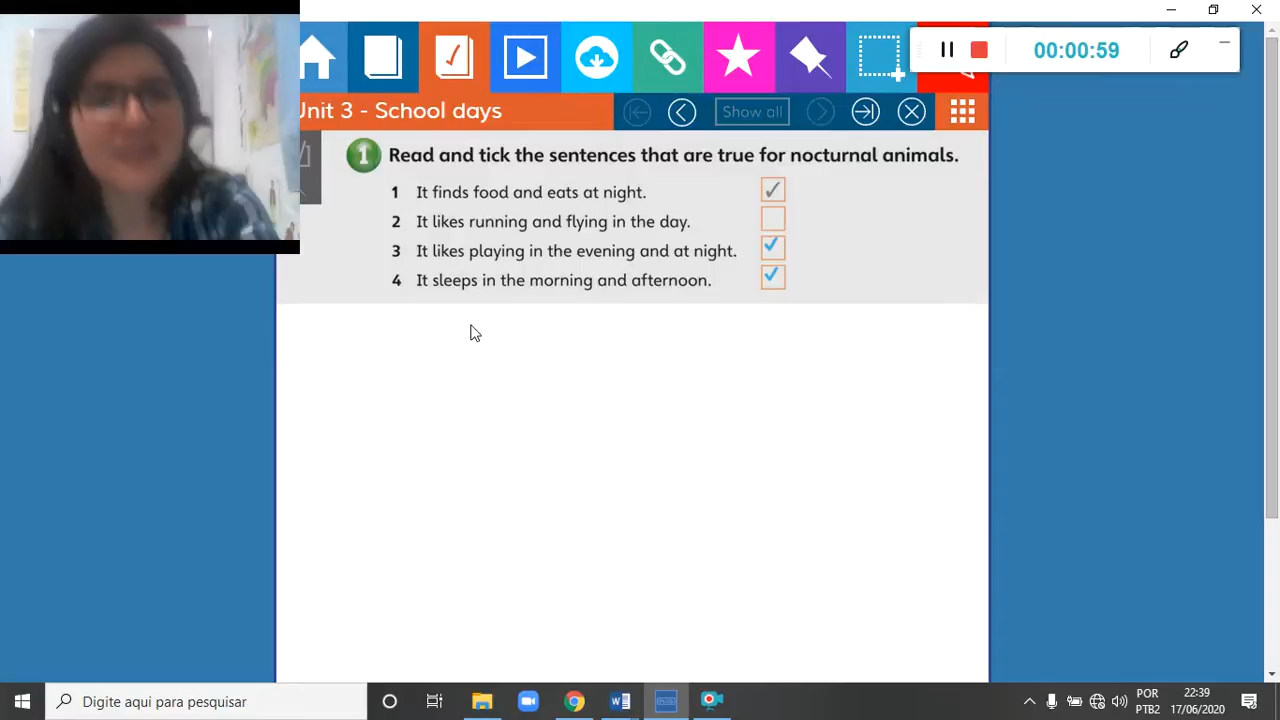 00:00:59
Unit 3 - School days
Show all
1 Read and tick the sentences that are true for nocturnal animals.
1 It finds food and eats at night.
2 It likes running and flying in the day.
3 It likes playing in the evening and at night.
4 It sleeps in the morning and afternoon.
Digite aqui para pesquisar
POR
PTB2
22:39
17/06/2020